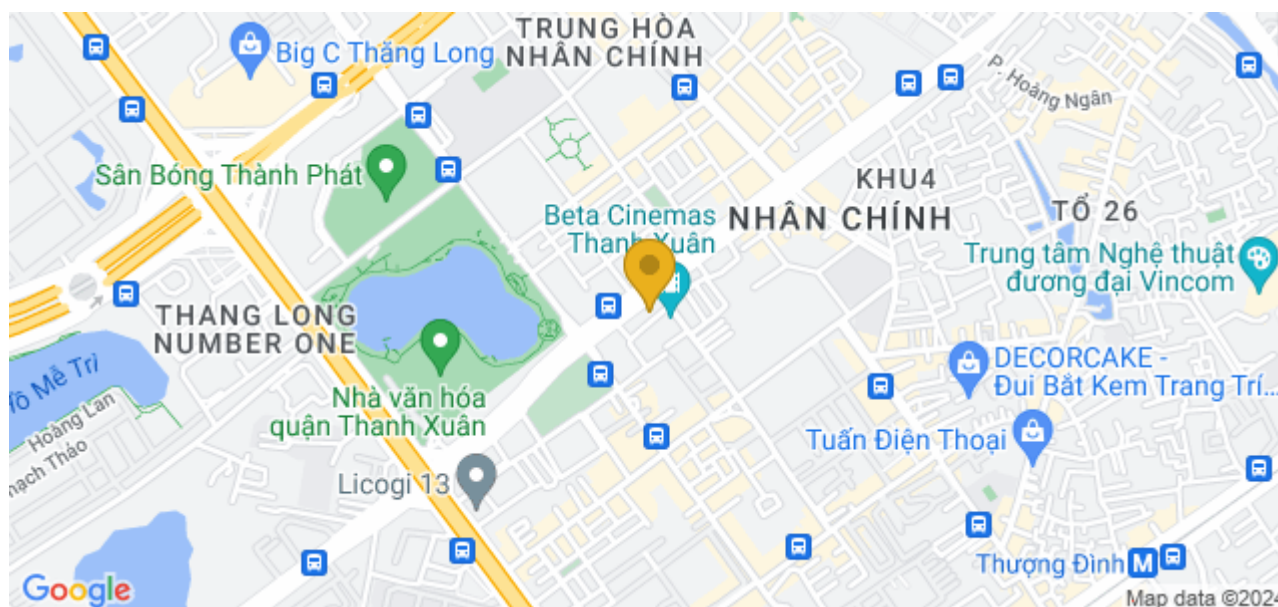 TRUNG HÒA
NHÂN CHÍNH
Big C Thăng Long
P. Hoàng Ngân
Sân Bóng Thành Phát
KHU4
TỔ 26
Beta Cinemas
Thanh Xuân
NHÂN CHÍNH
Trung tâm Nghệ thuật
đương đại Vincom
THANG LONG
NUMBER ONE
Hồ Mễ Trì
Hoàng Lan
Thạch Thảo
Nhà văn hóa
quận Thanh Xuân
DECORCAKE -
Đui Bắt Kem Trang Trí...
Tuấn Điện Thoại
Licogi 13
Thượng Đình
M
Google
Map data ©2024